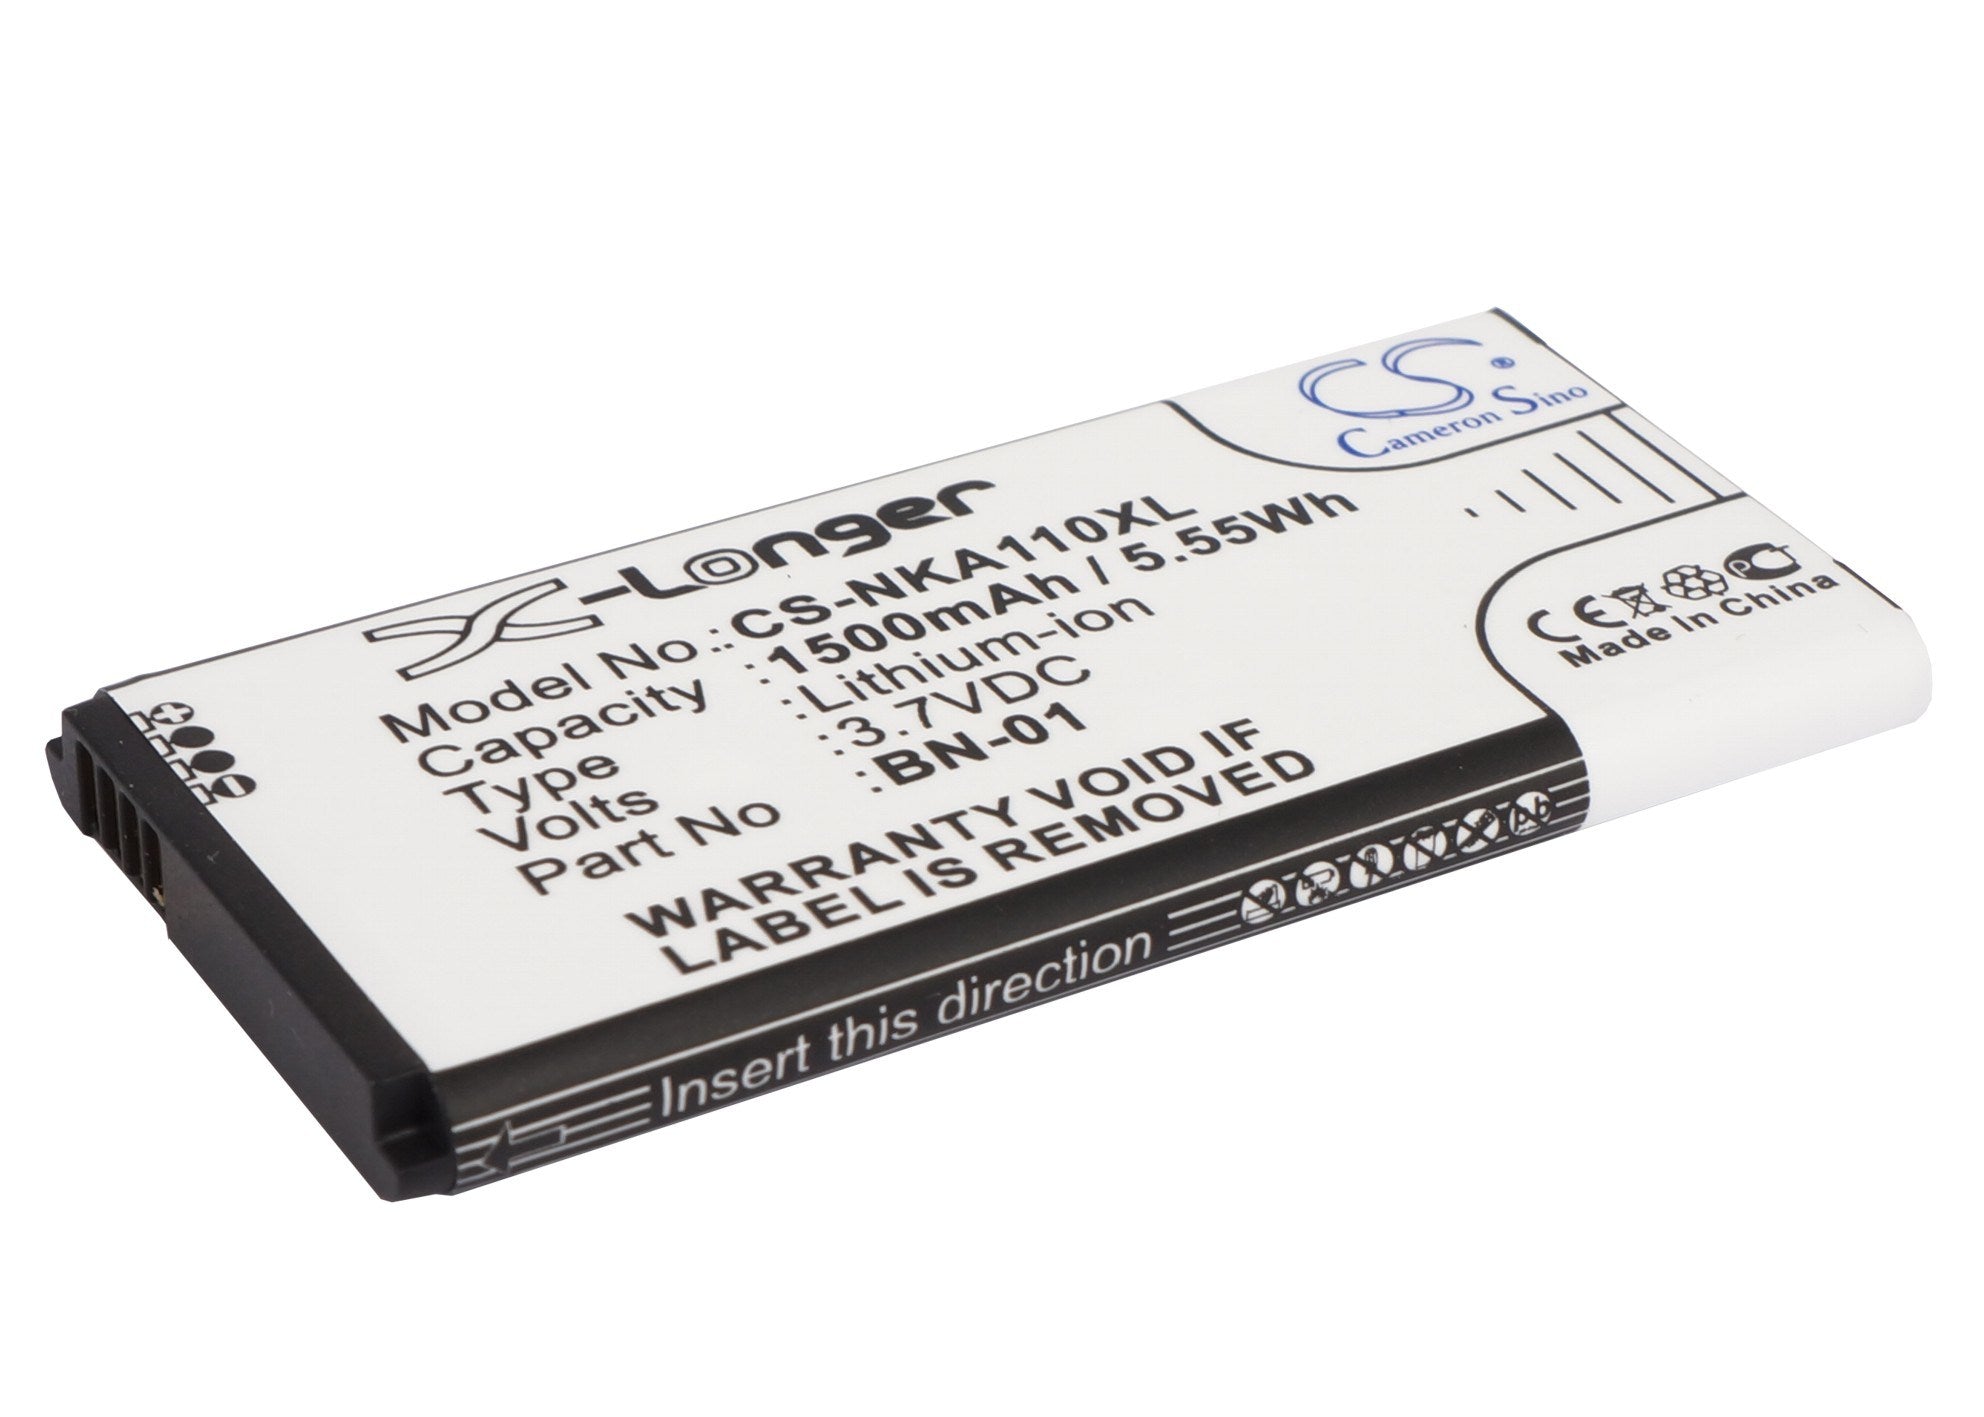 CS®
Cameron Sino
X-Longer
Model No.: CS-NKA110XL
Capacity : 1500mAh / 5.55Wh
Type : Lithium-ion
Volts : 3.7VDC
Part No : BN-01
WARRANTY VOID IF
LABEL IS REMOVED
CE
Made In China
Insert this direction